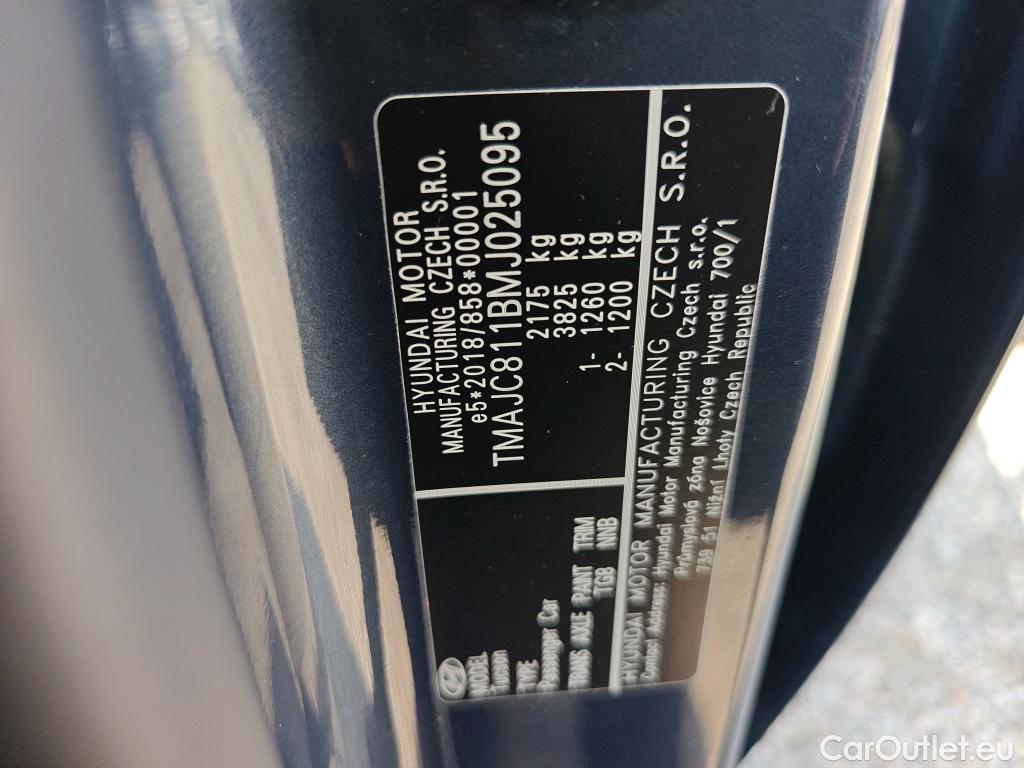 HYUNDAI MOTOR
MANUFACTURING CZECH S.R.O.
e5*2018/858*00001
TMAJC811BMJ025095
2175 kg
3825 kg
1- 1260 kg
2- 1200 kg
MODEL
Tucson
TYPE
Passenger Car
TRANS AXLE PAINT TRIM
TGB NNB
HYUNDAI MOTOR MANUFACTURING CZECH S.R.O.
Contact Address: Hyundai Motor Manufacturing Czech s.r.o.
Průmyslová zóna Nošovice Hyundai 700/1
739 51 Nižní Lhoty Czech Republic
CarOutlet.eu